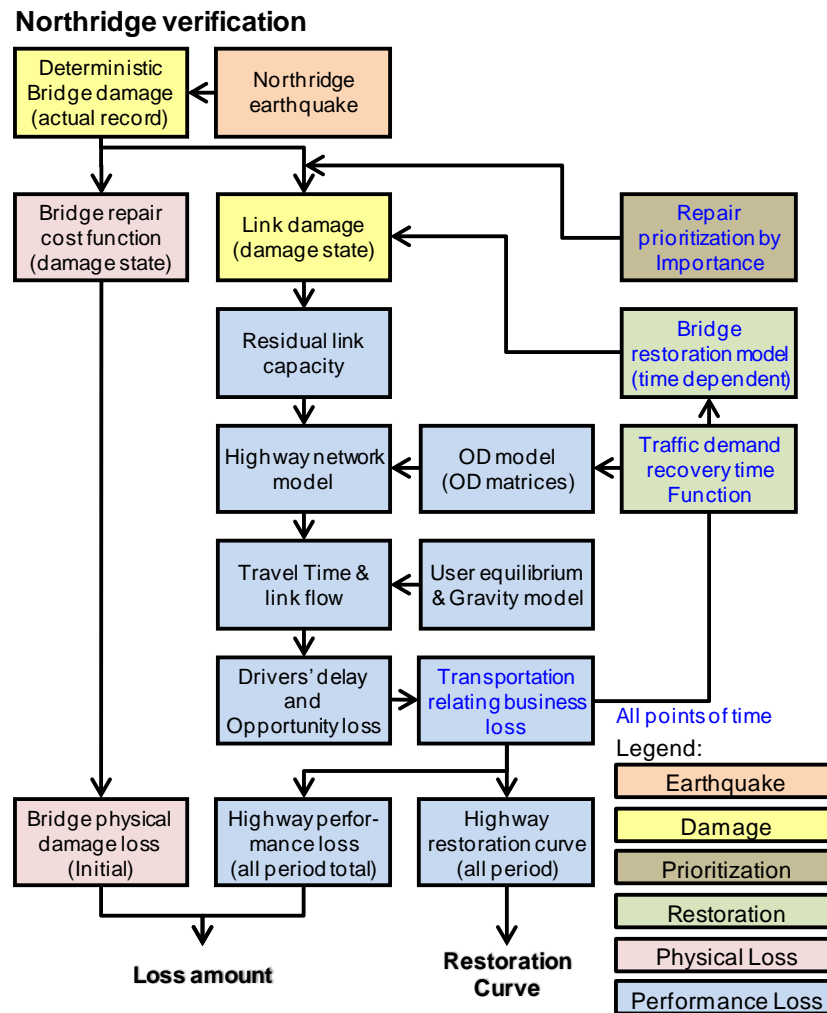 Northridge verification
Deterministic
Bridge damage
(actual record)
Northridge
earthquake
Bridge repair
cost function
(damage state)
Link damage
(damage state)
Repair
prioritization by
Importance
Residual link
capacity
Bridge
restoration model
(time dependent)
Highway network
model
OD model
(OD matrices)
Traffic demand
recovery time
Function
Travel Time &
link flow
User equilibrium
& Gravity model
Drivers' delay
and
Opportunity loss
Transportation
relating business
loss
All points of time
Legend:
Earthquake
Damage
Prioritization
Restoration
Physical Loss
Performance Loss
Bridge physical
damage loss
(Initial)
Highway perfor-
mance loss
(all period total)
Highway
restoration curve
(all period)
Loss amount
Restoration
Curve